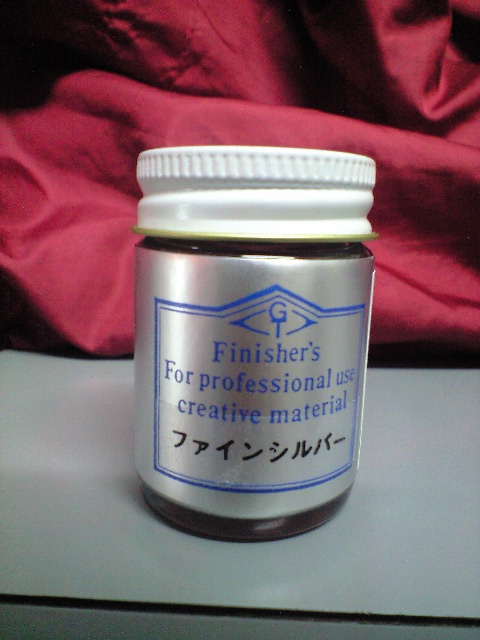 GT
Finisher's
For professional use
creative material
ファインシルバー